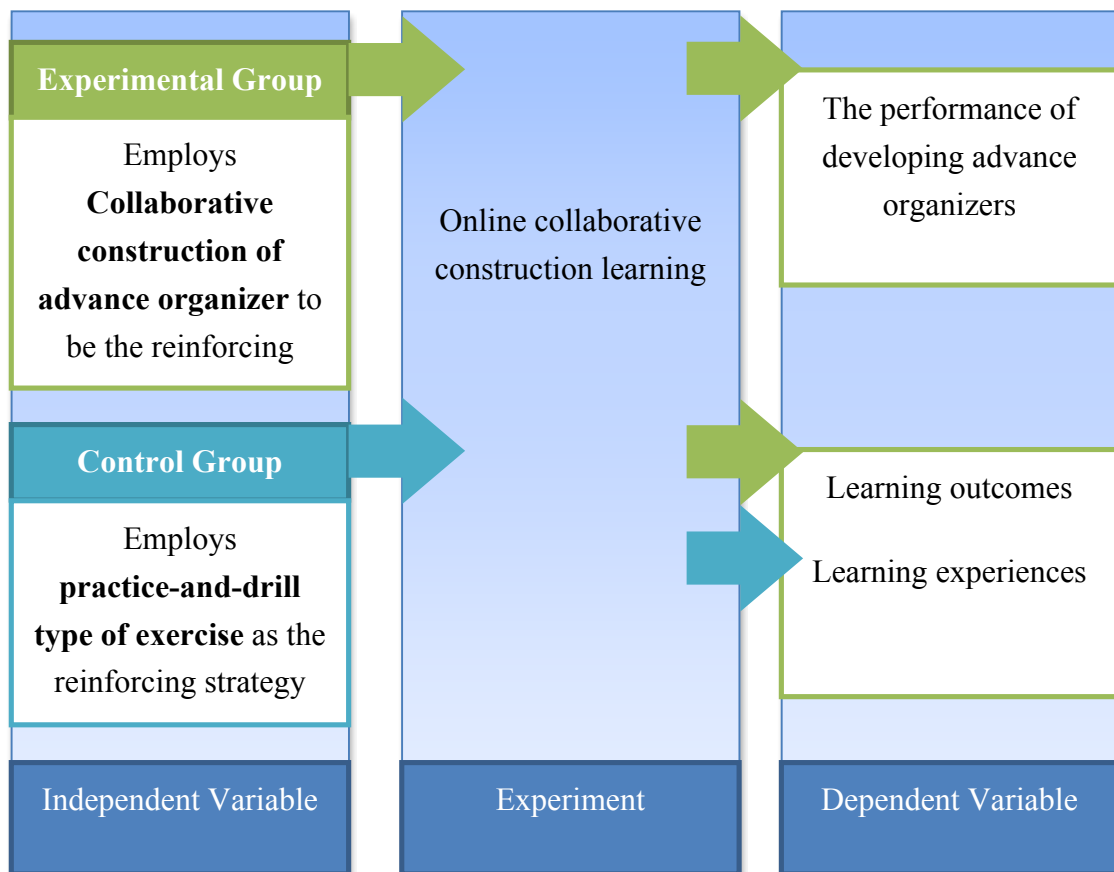 Experimental Group
Employs
Collaborative
construction of
advance organizer to
be the reinforcing
Control Group
Employs
practice-and-drill
type of exercise as the
reinforcing strategy
Independent Variable
Online collaborative
construction learning
Experiment
The performance of
developing advance
organizers
Learning outcomes
Learning experiences
Dependent Variable